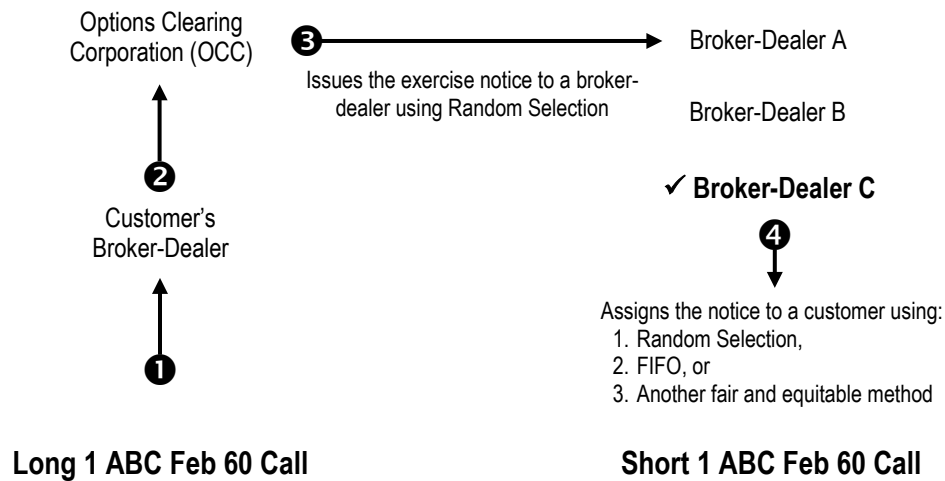 Options Clearing
Corporation (OCC)
❸
Issues the exercise notice to a broker-
dealer using Random Selection
Broker-Dealer A
Broker-Dealer B
✓ Broker-Dealer C
❷
Customer's
Broker-Dealer
❹
Assigns the notice to a customer using:
1. Random Selection,
2. FIFO, or
3. Another fair and equitable method
❶
Long 1 ABC Feb 60 Call
Short 1 ABC Feb 60 Call